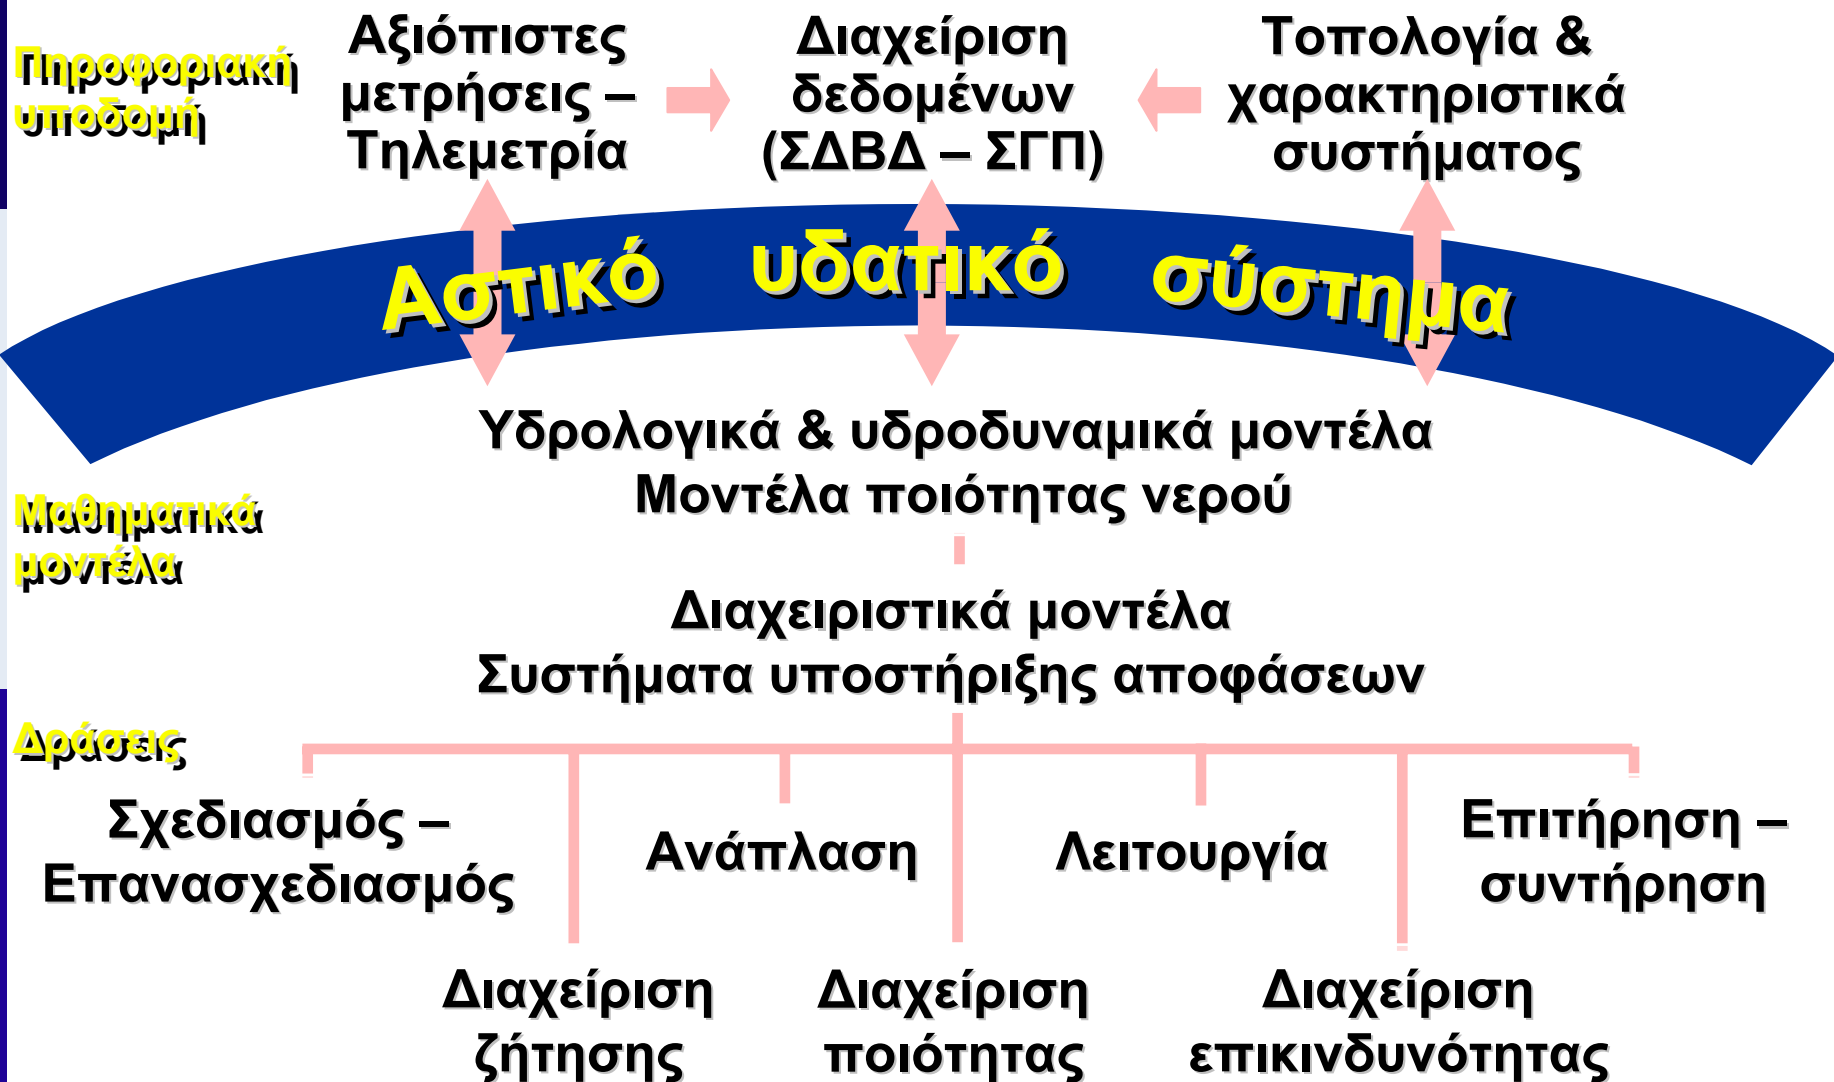 Πηροφοριακή
υποδομή
Αξιόπιστες
μετρήσεις –
Τηλεμετρία
Διαχείριση
δεδομένων
(ΣΔΒΔ – ΣΓΠ)
Τοπολογία &
χαρακτηριστικά
συστήματος
Αστικό υδατικό σύστημα
Υδρολογικά & υδροδυναμικά μοντέλα
Μοντέλα ποιότητας νερού
Μαθηματικά
μοντέλα
Διαχειριστικά μοντέλα
Συστήματα υποστήριξης αποφάσεων
Δράσεις
Σχεδιασμός –
Επανασχεδιασμός
Ανάπλαση
Λειτουργία
Επιτήρηση –
συντήρηση
Διαχείριση
ζήτησης
Διαχείριση
ποιότητας
Διαχείριση
επικινδυνότητας